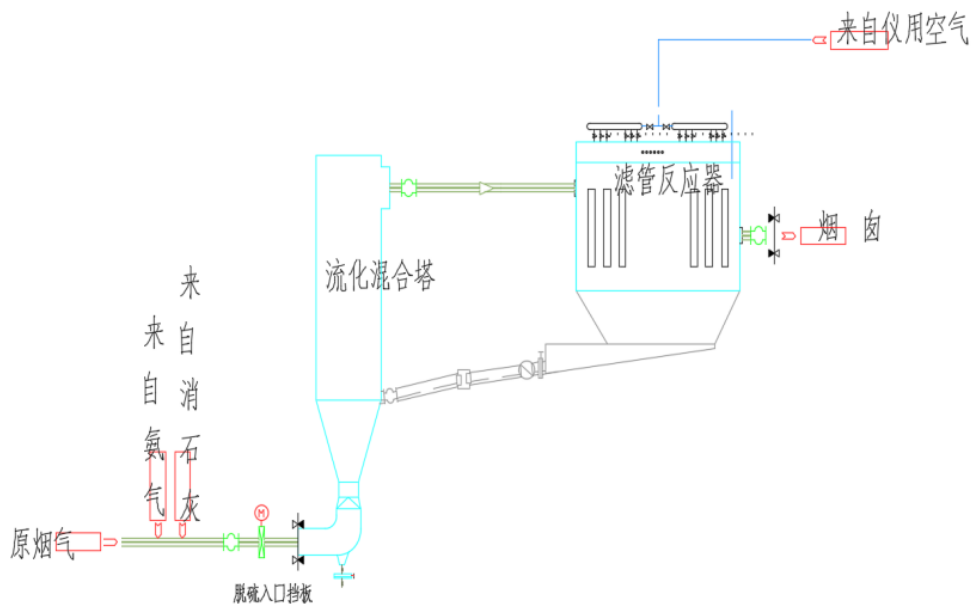 来自仪用空气
滤管反应器
烟囱
流化混合塔
来自消石灰
来自氨气
M
原烟气
脱硫入口挡板